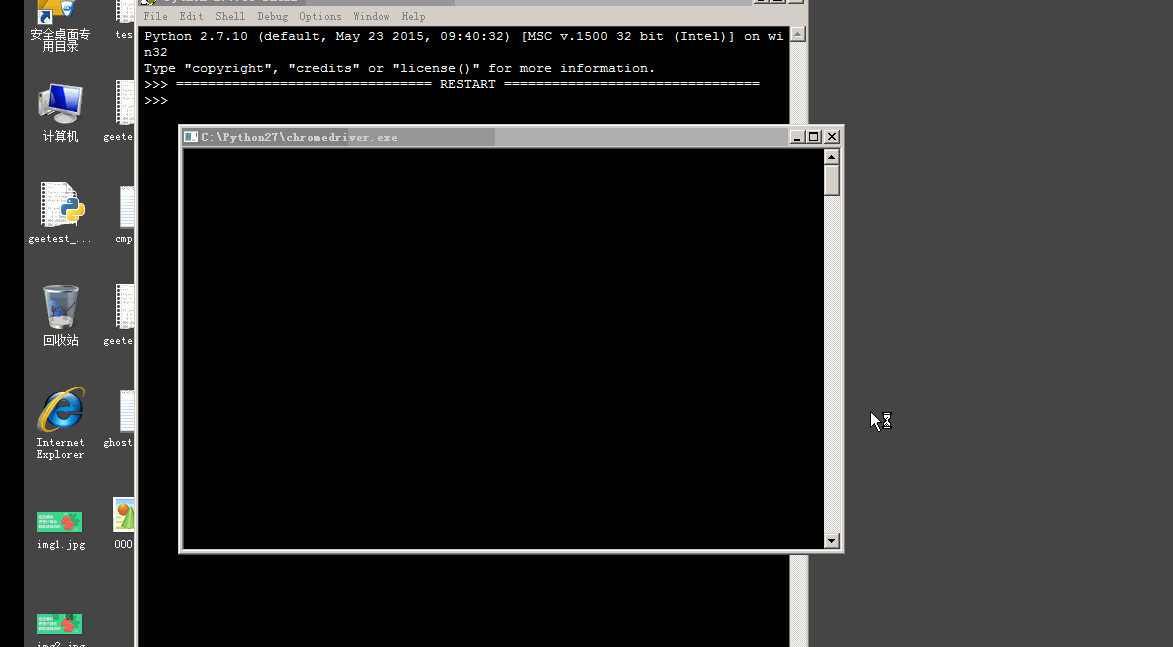 File Edit Shell Debug Options Window Help
Python 2.7.10 (default, May 23 2015, 09:40:32) [MSC v.1500 32 bit (Intel)] on wi
n32
Type "copyright", "credits" or "license()" for more information.
>>> ================================ RESTART ================================
>>>
C:\Python27\chromedriver.exe
安全桌面专
用目录
tes
计算机
geete
geetest_...
cmp
回收站
geete
Internet
Explorer
ghost
img1.jpg
000
img2.jpg